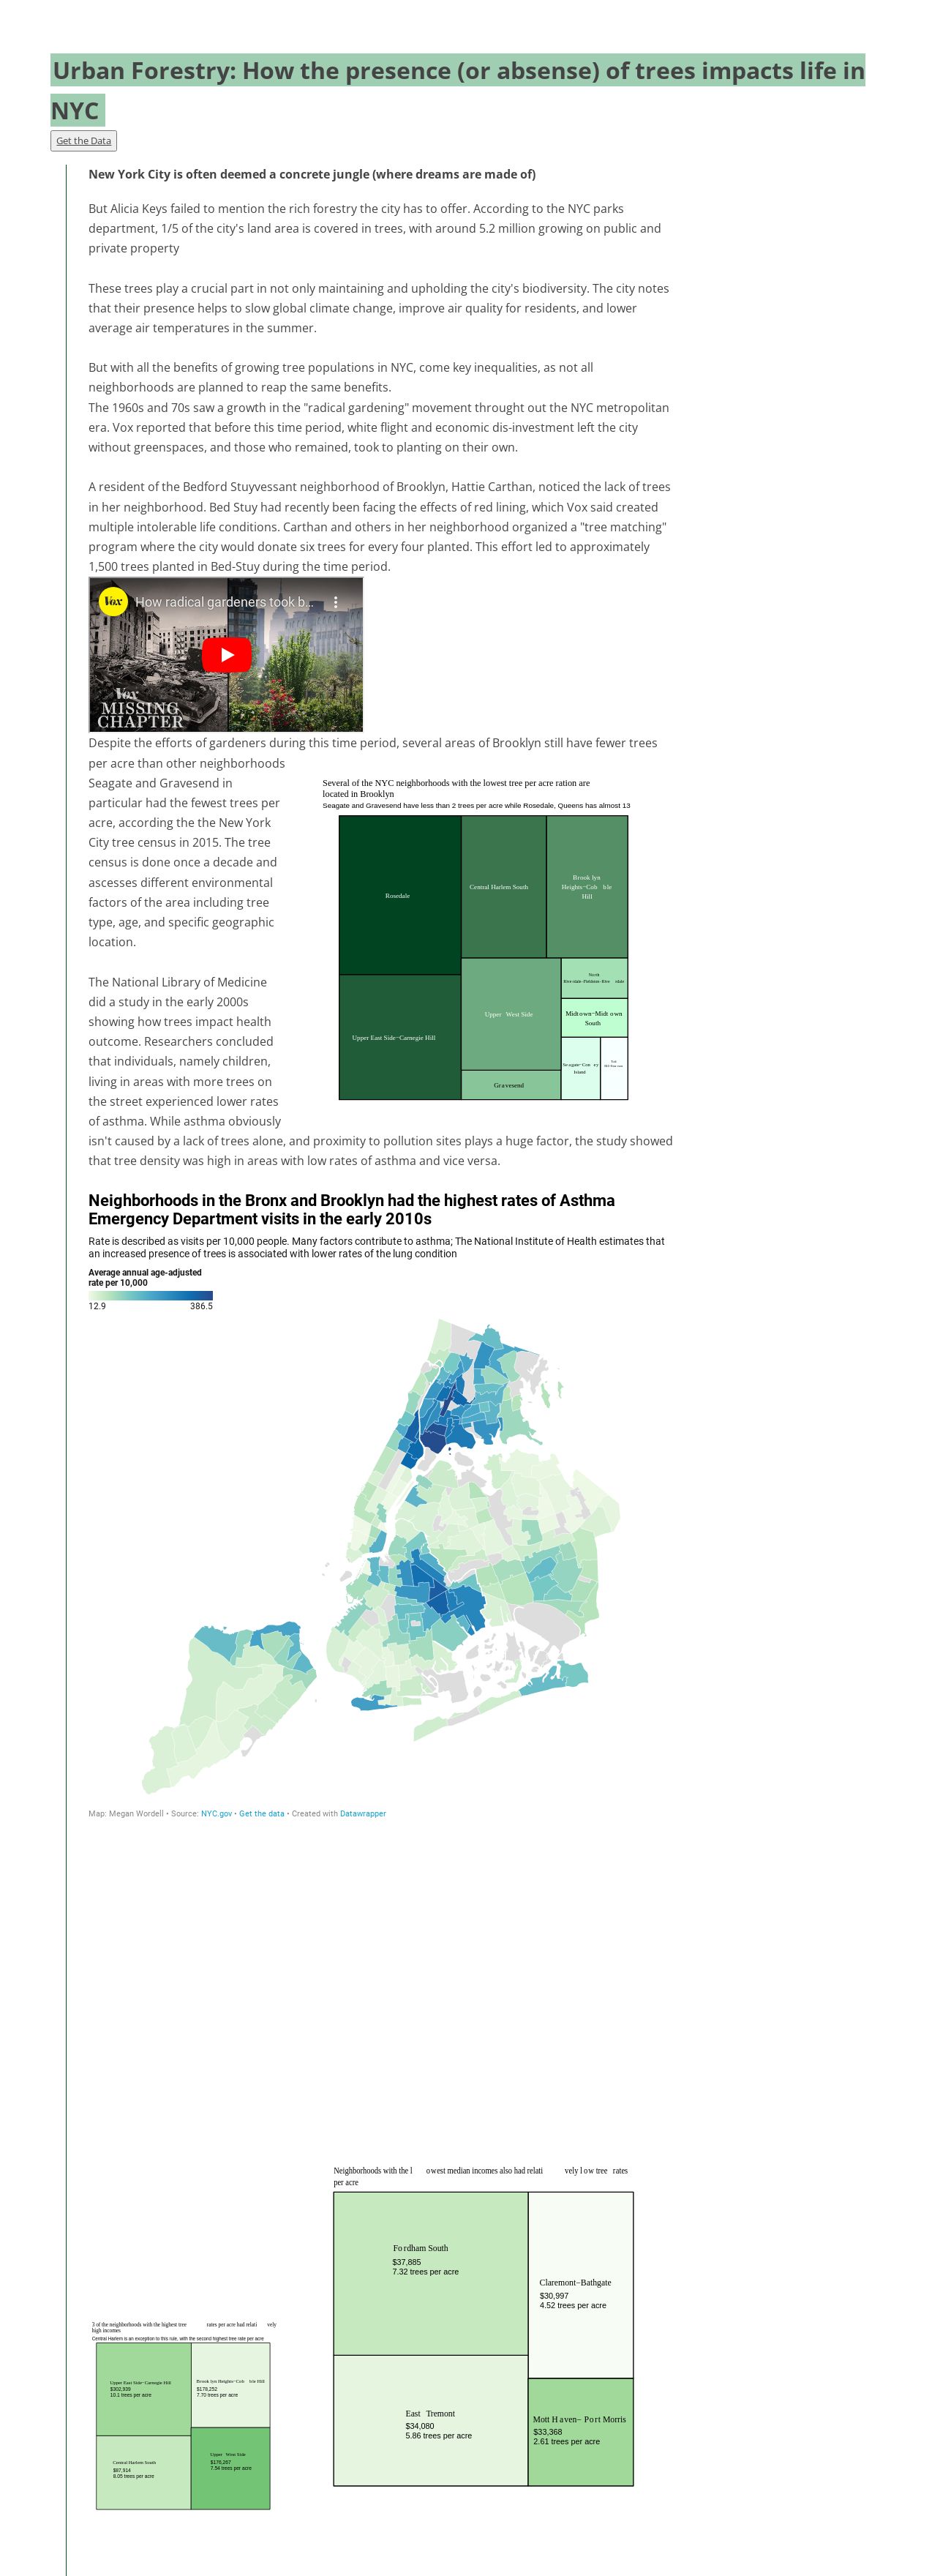 Urban Forestry: How the presence (or absense) of trees impacts life in
NYC
Get the Data
New York City is often deemed a concrete jungle (where dreams are made of)
But Alicia Keys failed to mention the rich forestry the city has to offer. According to the NYC parks
department, 1/5 of the city's land area is covered in trees, with around 5.2 million growing on public and
private property
These trees play a crucial part in not only maintaining and upholding the city's biodiversity. The city notes
that their presence helps to slow global climate change, improve air quality for residents, and lower
average air temperatures in the summer.
But with all the benefits of growing tree populations in NYC, come key inequalities, as not all
neighborhoods are planned to reap the same benefits.
The 1960s and 70s saw a growth in the "radical gardening" movement throught out the NYC metropolitan
era. Vox reported that before this time period, white flight and economic dis-investment left the city
without greenspaces, and those who remained, took to planting on their own.
A resident of the Bedford Stuyvessant neighborhood of Brooklyn, Hattie Carthan, noticed the lack of trees
in her neighborhood. Bed Stuy had recently been facing the effects of red lining, which Vox said created
multiple intolerable life conditions. Carthan and others in her neighborhood organized a "tree matching"
program where the city would donate six trees for every four planted. This effort led to approximately
1,500 trees planted in Bed-Stuy during the time period.
Vox
How radical gardeners took b...
Vox
MISSING
CHAPTER
Despite the efforts of gardeners during this time period, several areas of Brooklyn still have fewer trees
per acre than other neighborhoods
Seagate and Gravesend in
particular had the fewest trees per
acre, according the the New York
City tree census in 2015. The tree
census is done once a decade and
ascesses different environmental
factors of the area including tree
type, age, and specific geographic
location.
The National Library of Medicine
did a study in the early 2000s
showing how trees impact health
outcome. Researchers concluded
that individuals, namely children,
living in areas with more trees on
the street experienced lower rates
of asthma. While asthma obviously
isn't caused by a lack of trees alone, and proximity to pollution sites plays a huge factor, the study showed
that tree density was high in areas with low rates of asthma and vice versa.
Several of the NYC neighborhoods with the lowest tree per acre ration are
located in Brooklyn
Seagate and Gravesend have less than 2 trees per acre while Rosedale, Queens has almost 13
Rosedale
Central Harlem South
Brook lyn
Heights−Cob ble
Hill
Upper East Side−Carnegie Hill
Upper West Side
Gravesend
North
Midtown−Midt own
South
Seagate−Con ey
Island
Neighborhoods in the Bronx and Brooklyn had the highest rates of Asthma
Emergency Department visits in the early 2010s
Rate is described as visits per 10,000 people. Many factors contribute to asthma; The National Institute of Health estimates that
an increased presence of trees is associated with lower rates of the lung condition
Average annual age-adjusted
rate per 10,000
12.9 386.5
Map: Megan Wordell • Source: NYC.gov • Get the data • Created with Datawrapper
Neighborhoods with the l owest median incomes also had relati vely l ow tree rates
per acre
Fo rdham South
$37,885
7.32 trees per acre
Claremont−Bathgate
$30,997
4.52 trees per acre
East Tremont
$34,080
5.86 trees per acre
Mott H aven− Po rt Morris
$33,368
2.61 trees per acre
3 of the neighborhoods with the highest tree rates per acre had relati vely
high incomes
Central Harlem is an exception to this rule, with the second highest tree rate per acre
Upper East Side−Carnegie Hill
$302,939
10.1 trees per acre
Brook lyn Heights−Cob ble Hill
$178,252
7.70 trees per acre
Central Harlem South
$87,914
8.05 trees per acre
Upper West Side
$176,267
7.54 trees per acre